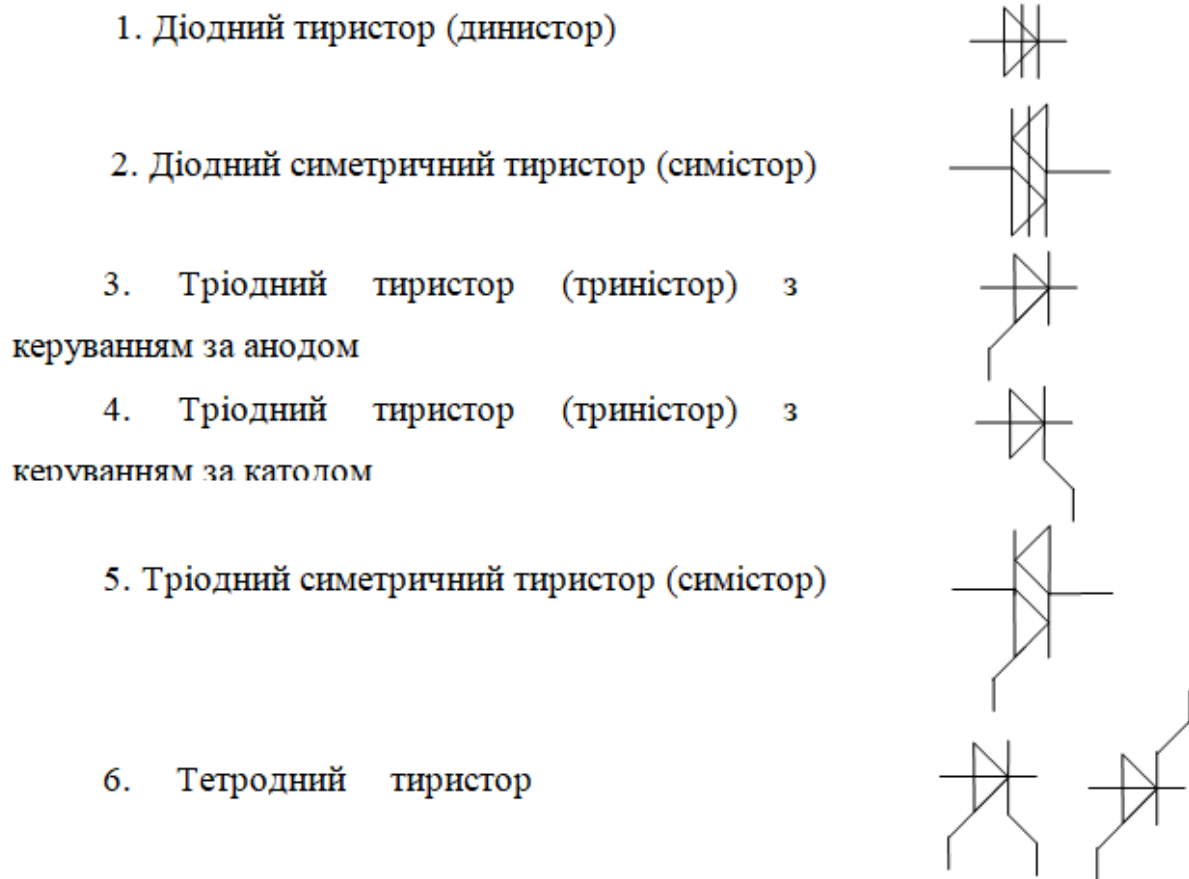 1. Діодний тиристор (динистор)
2. Діодний симетричний тиристор (симістор)
3. Тріодний тиристор (триністор) з
керуванням за анодом
4. Тріодний тиристор (триністор) з
керуванням за католом
5. Тріодний симетричний тиристор (симістор)
6. Тетродний тиристор